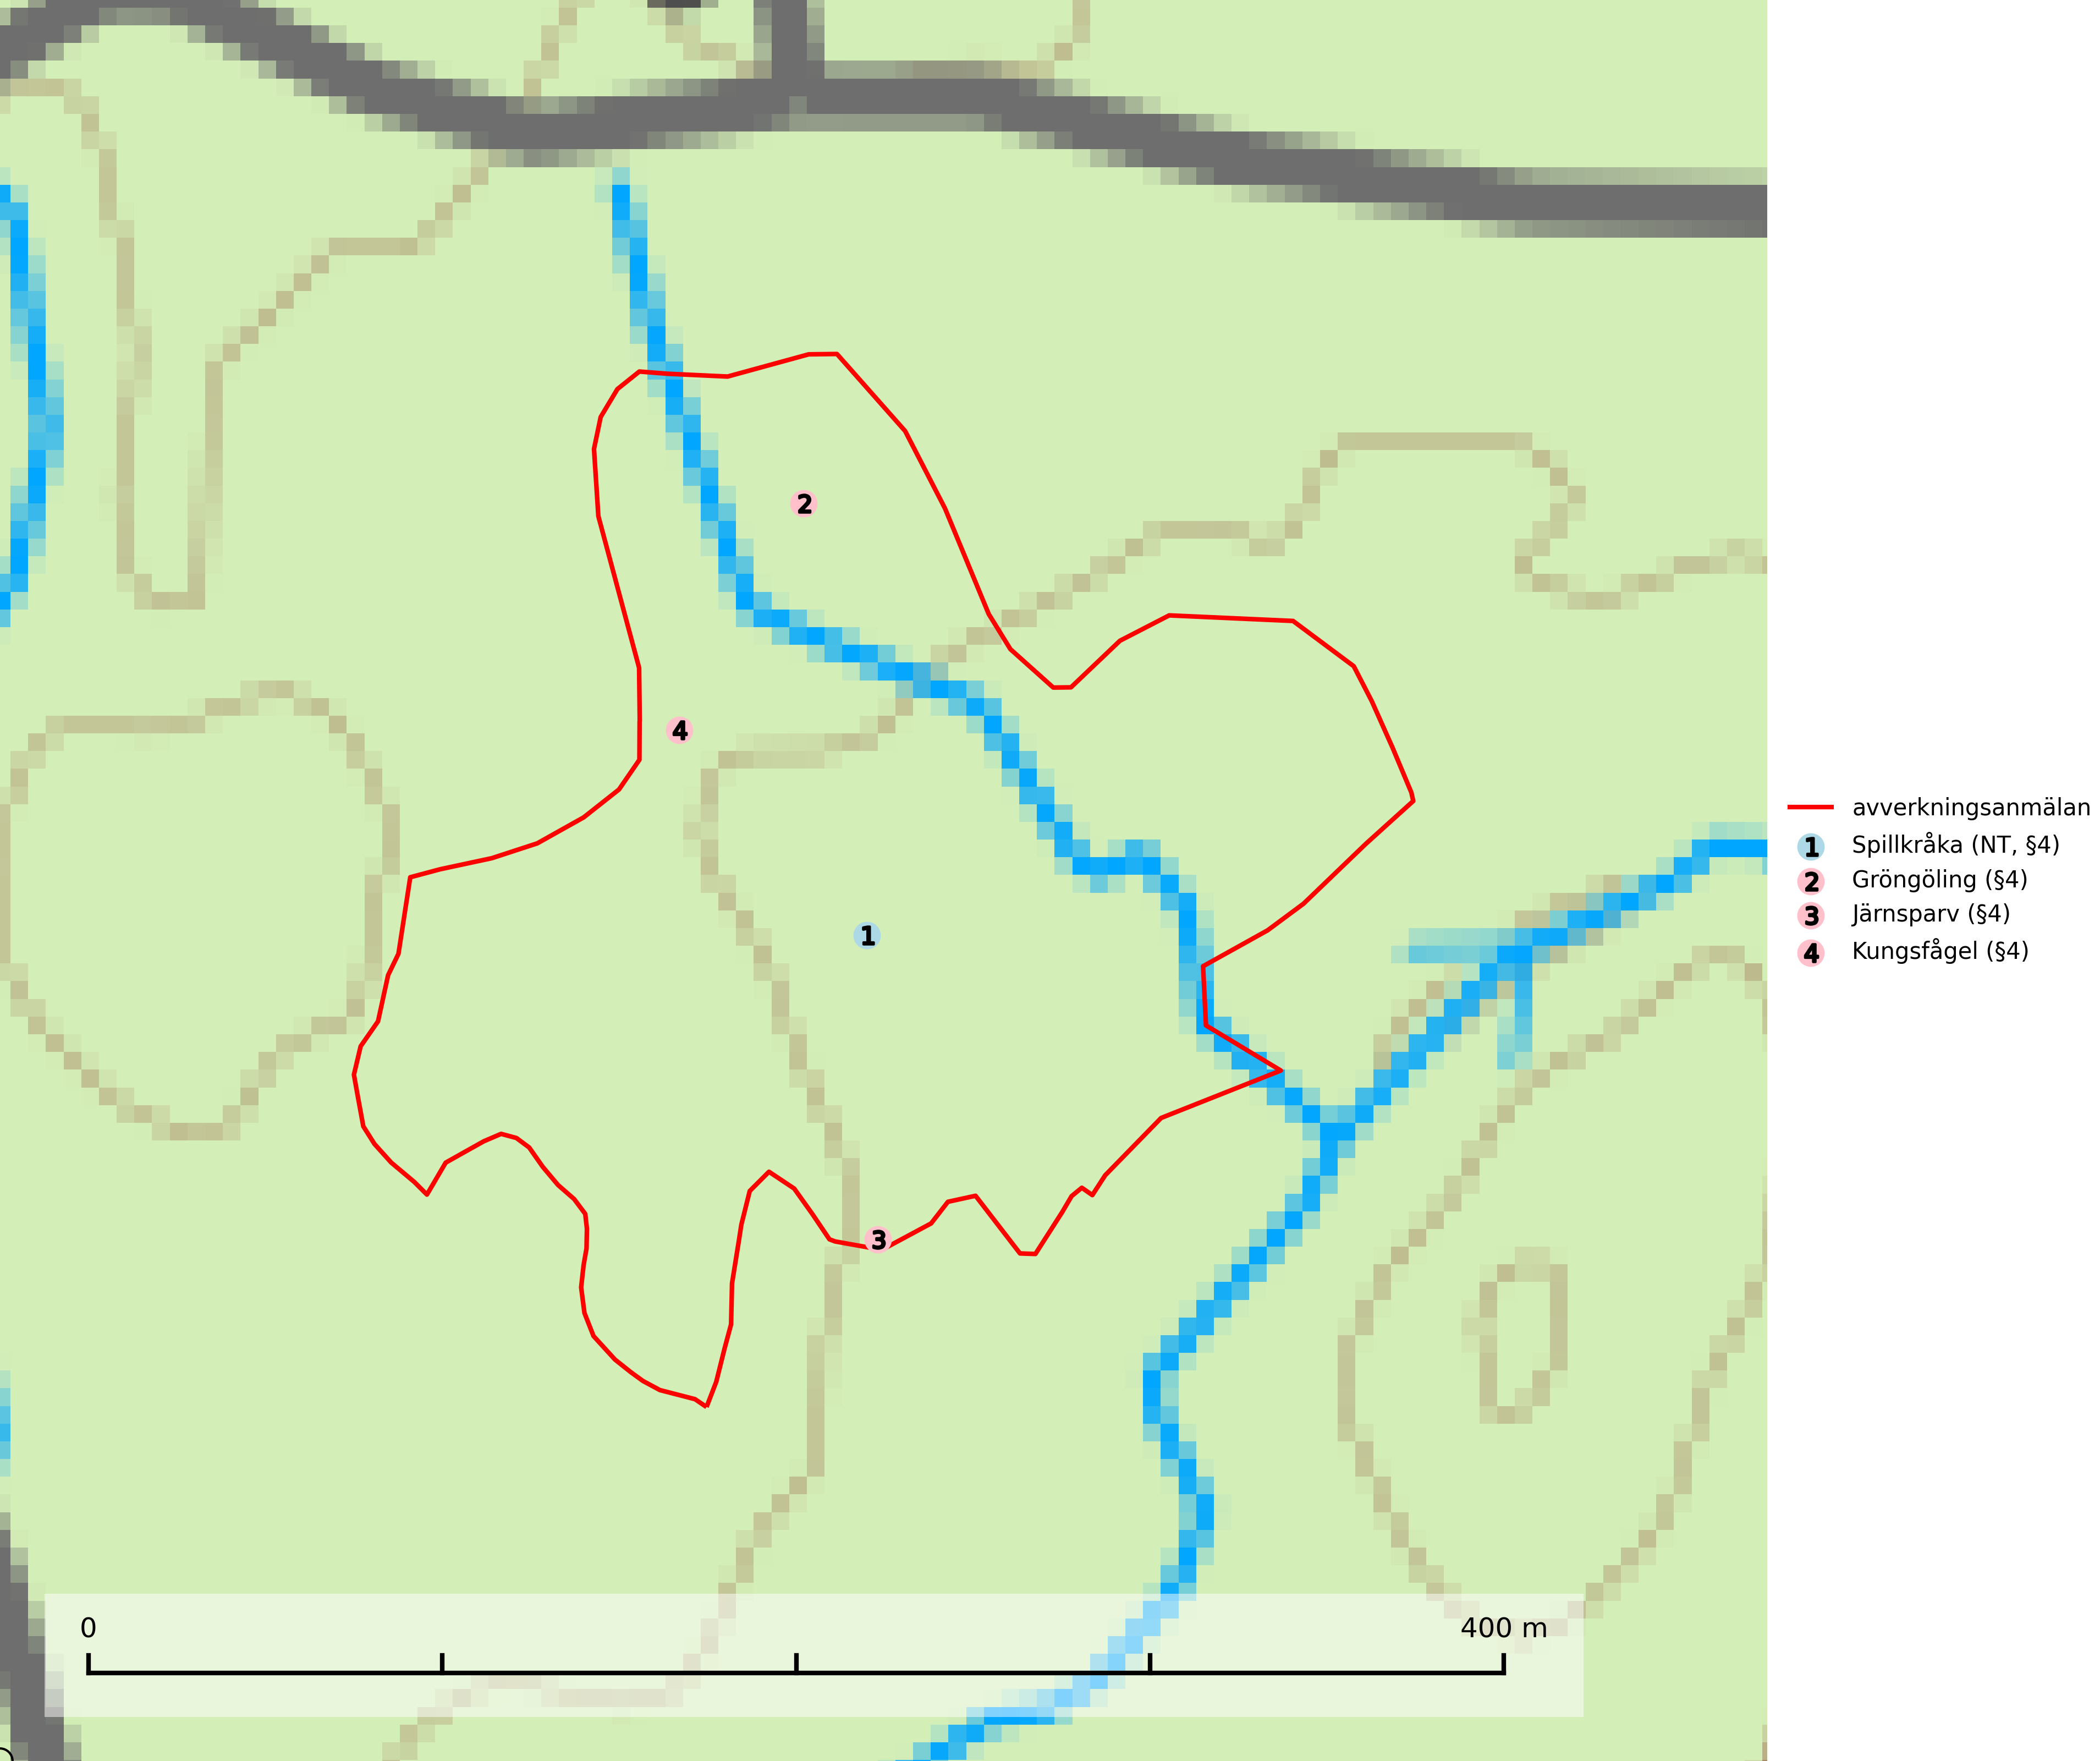 2
4
1
3
0
400 m
avverkningsanmälan
1 Spillkråka (NT, §4)
2 Gröngöling (§4)
3 Järnsparv (§4)
4 Kungsfågel (§4)